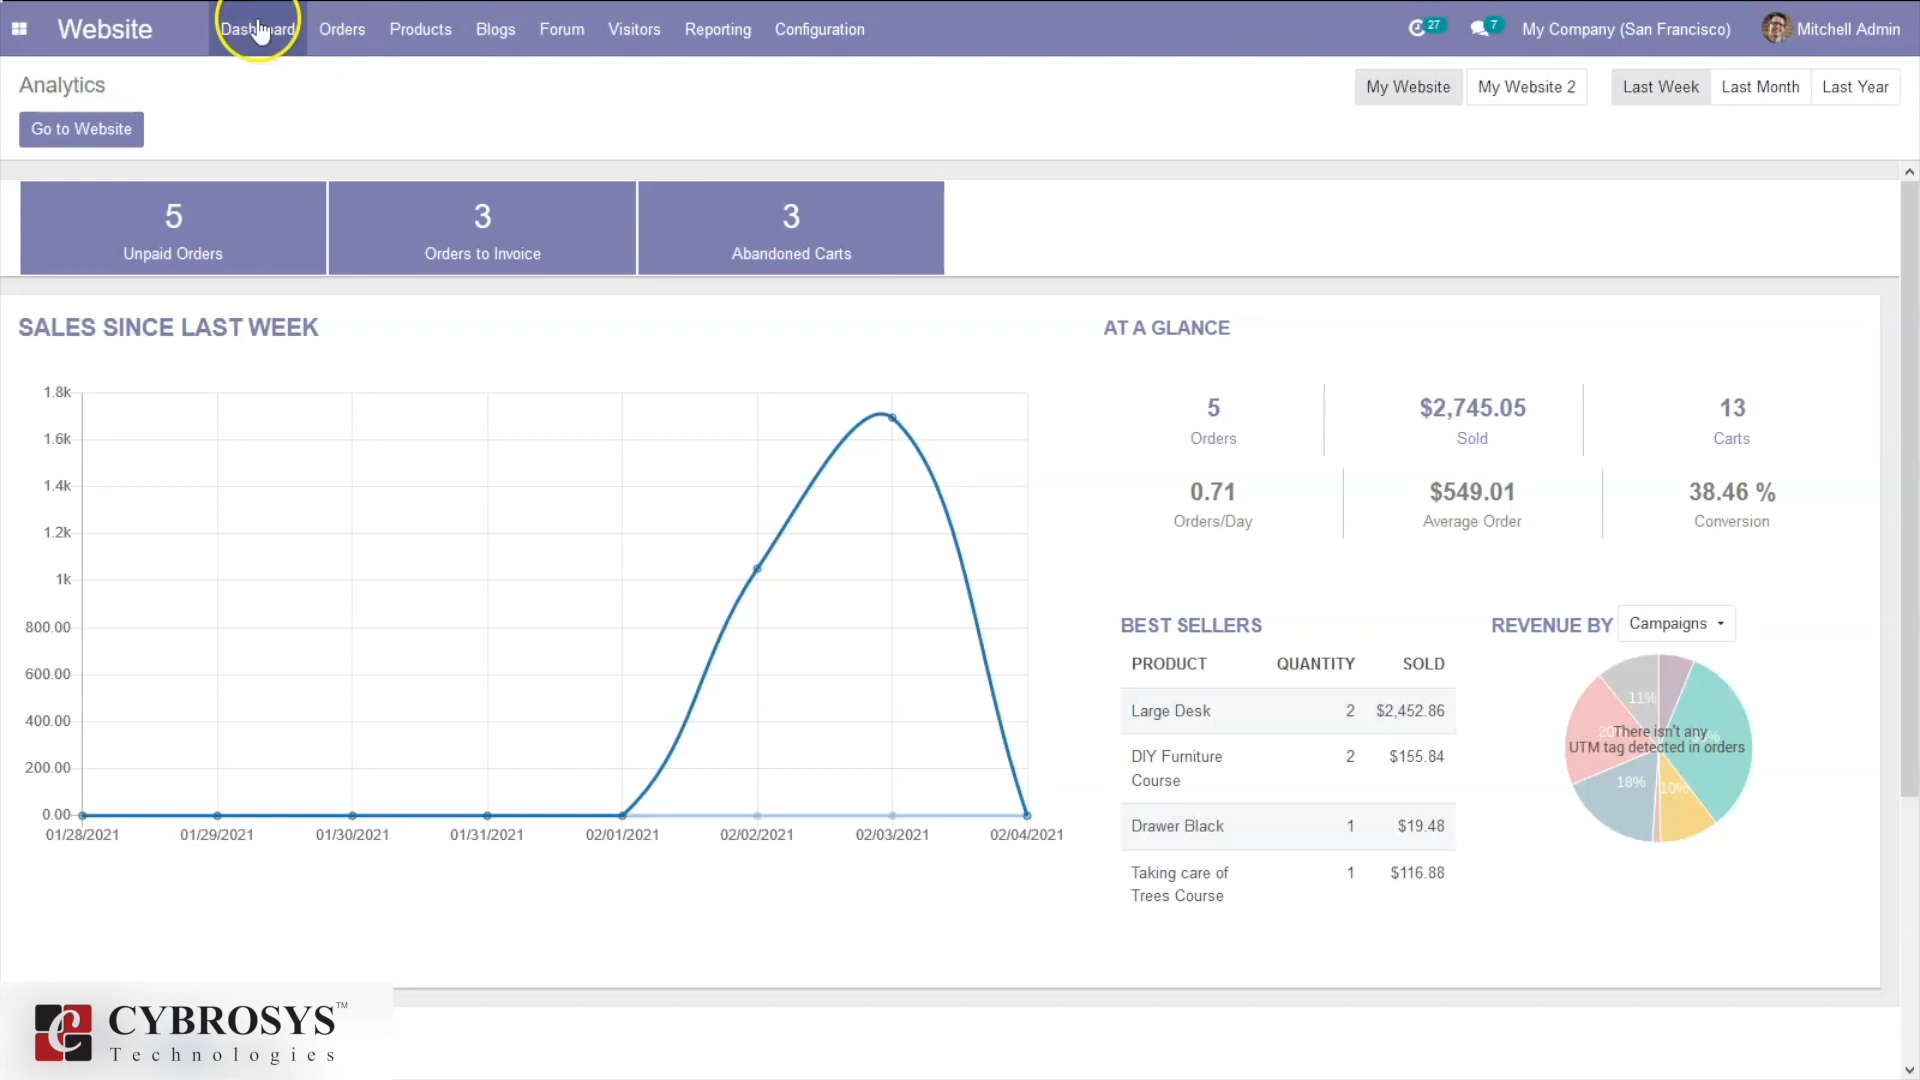 Website
Dashboard
Orders
Products
Blogs
Forum
Visitors
Reporting
Configuration
27
7
My Company (San Francisco)
Mitchell Admin
Analytics
My Website
My Website 2
Last Week
Last Month
Last Year
Go to Website
5
Unpaid Orders
3
Orders to Invoice
3
Abandoned Carts
SALES SINCE LAST WEEK
1.8k
1.6k
1.4k
1.2k
1k
800.00
600.00
400.00
200.00
0.00
01/28/2021
01/29/2021
01/30/2021
01/31/2021
02/01/2021
02/02/2021
02/03/2021
02/04/2021
AT A GLANCE
5
Orders
$2,745.05
Sold
13
Carts
0.71
Orders/Day
$549.01
Average Order
38.46 %
Conversion
BEST SELLERS
PRODUCT QUANTITY SOLD
Large Desk 2 $2,452.86
DIY Furniture 2 $155.84
Course
Drawer Black 1 $19.48
Taking care of 1 $116.88
Trees Course
REVENUE BY
Campaigns
11%
There isn't any
UTM tag detected in orders
18%
10%
CYBROSYS™
Technologies